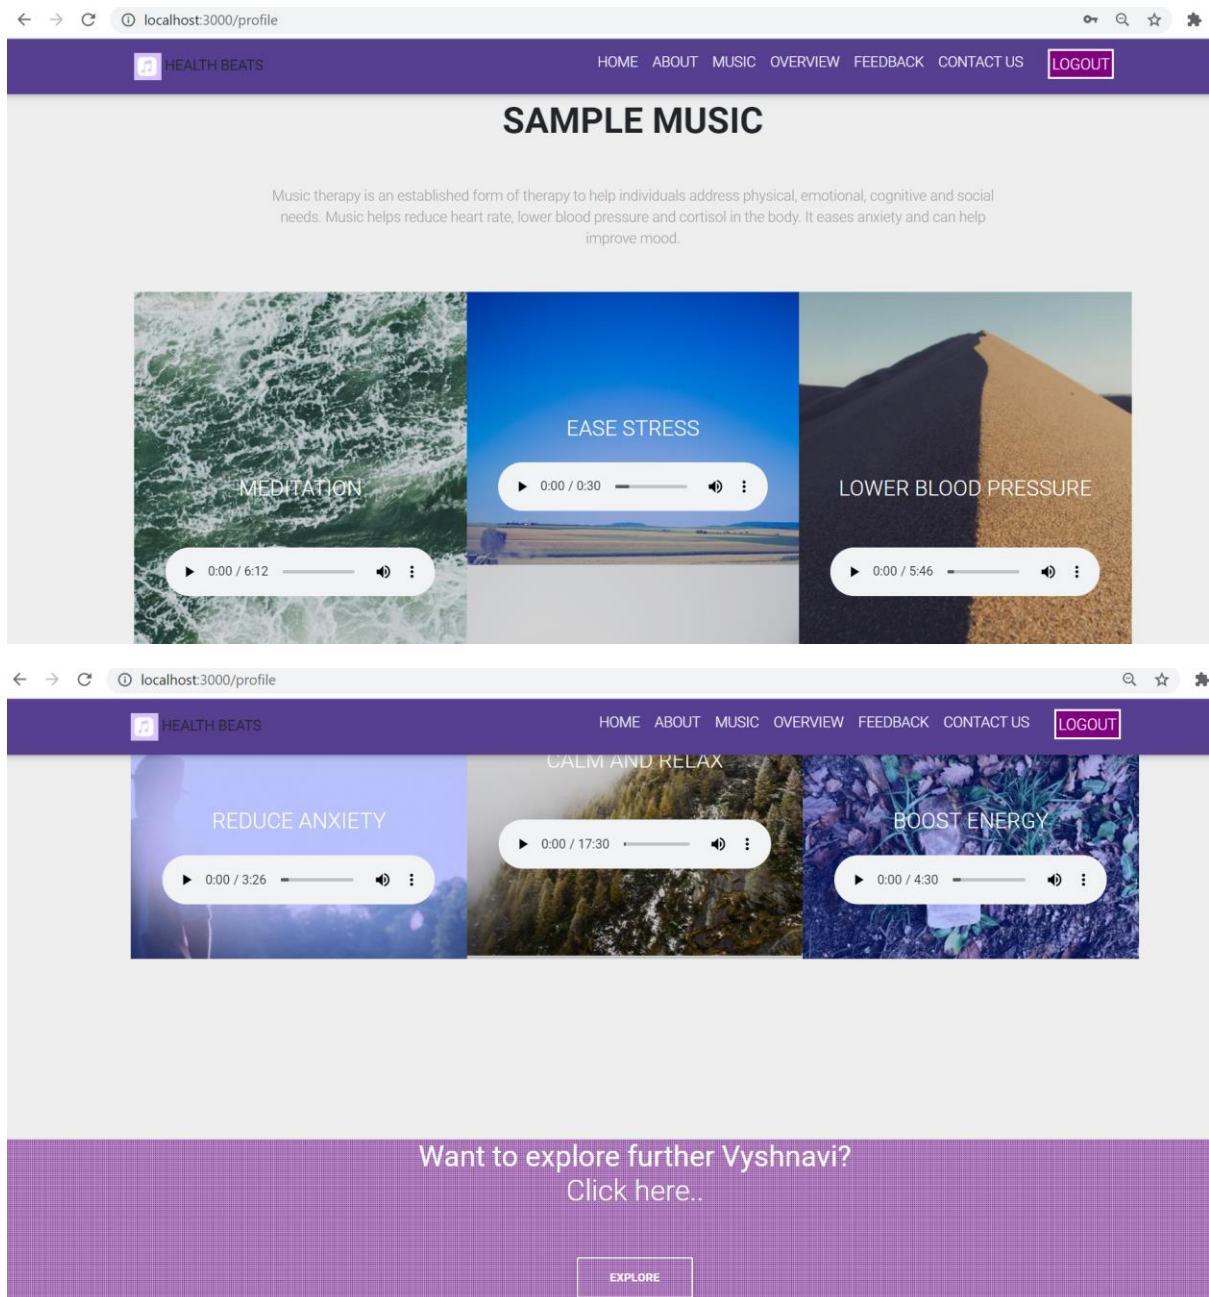 localhost:3000/profile
HEALTH BEATS
HOME ABOUT MUSIC OVERVIEW FEEDBACK CONTACT US LOGOUT
SAMPLE MUSIC
Music therapy is an established form of therapy to help individuals address physical, emotional, cognitive and social
needs. Music helps reduce heart rate, lower blood pressure and cortisol in the body. It eases anxiety and can help
improve mood.
MEDITATION
0:00 / 6:12
EASE STRESS
0:00 / 0:30
LOWER BLOOD PRESSURE
0:00 / 5:46
localhost:3000/profile
HEALTH BEATS
HOME ABOUT MUSIC OVERVIEW FEEDBACK CONTACT US LOGOUT
REDUCE ANXIETY
0:00 / 3:26
CALM AND RELAX
0:00 / 17:30
BOOST ENERGY
0:00 / 4:30
Want to explore further Vyshnavi?
Click here..
EXPLORE